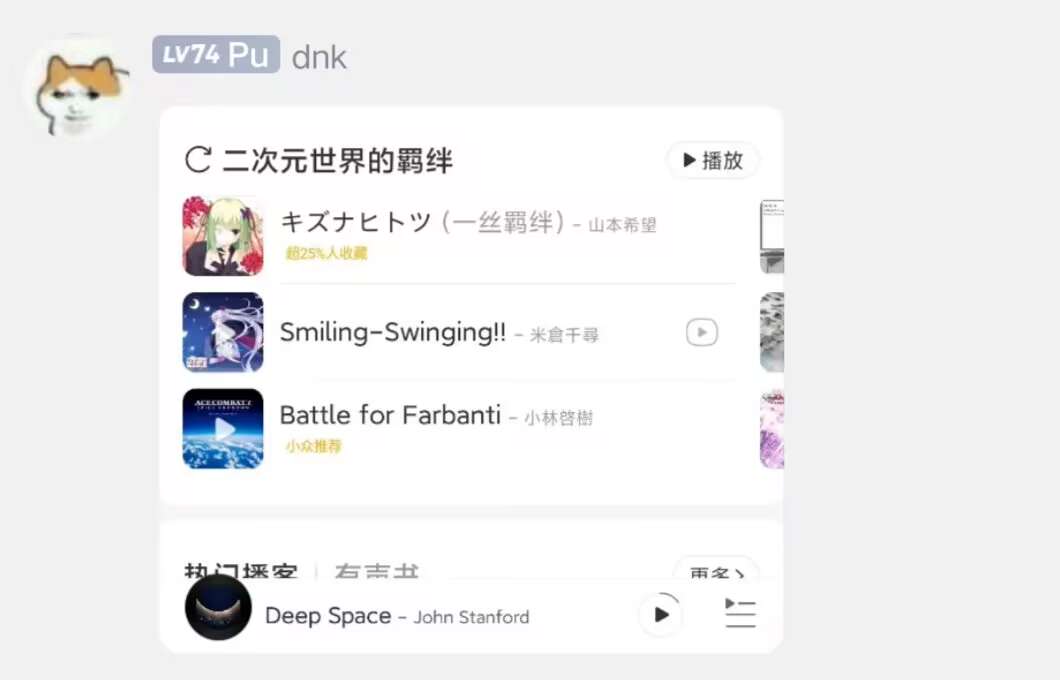 LV74 Pu dnk
二次元世界的羁绊
播放
キズナヒトツ (一丝羁绊) - 山本希望
超25%人收藏
Smiling-Swinging!! - 米倉千尋
ACE COMBAT
Battle for Farbanti - 小林啓樹
小众推荐
热门播客 | 有声书
更多
Deep Space - John Stanford